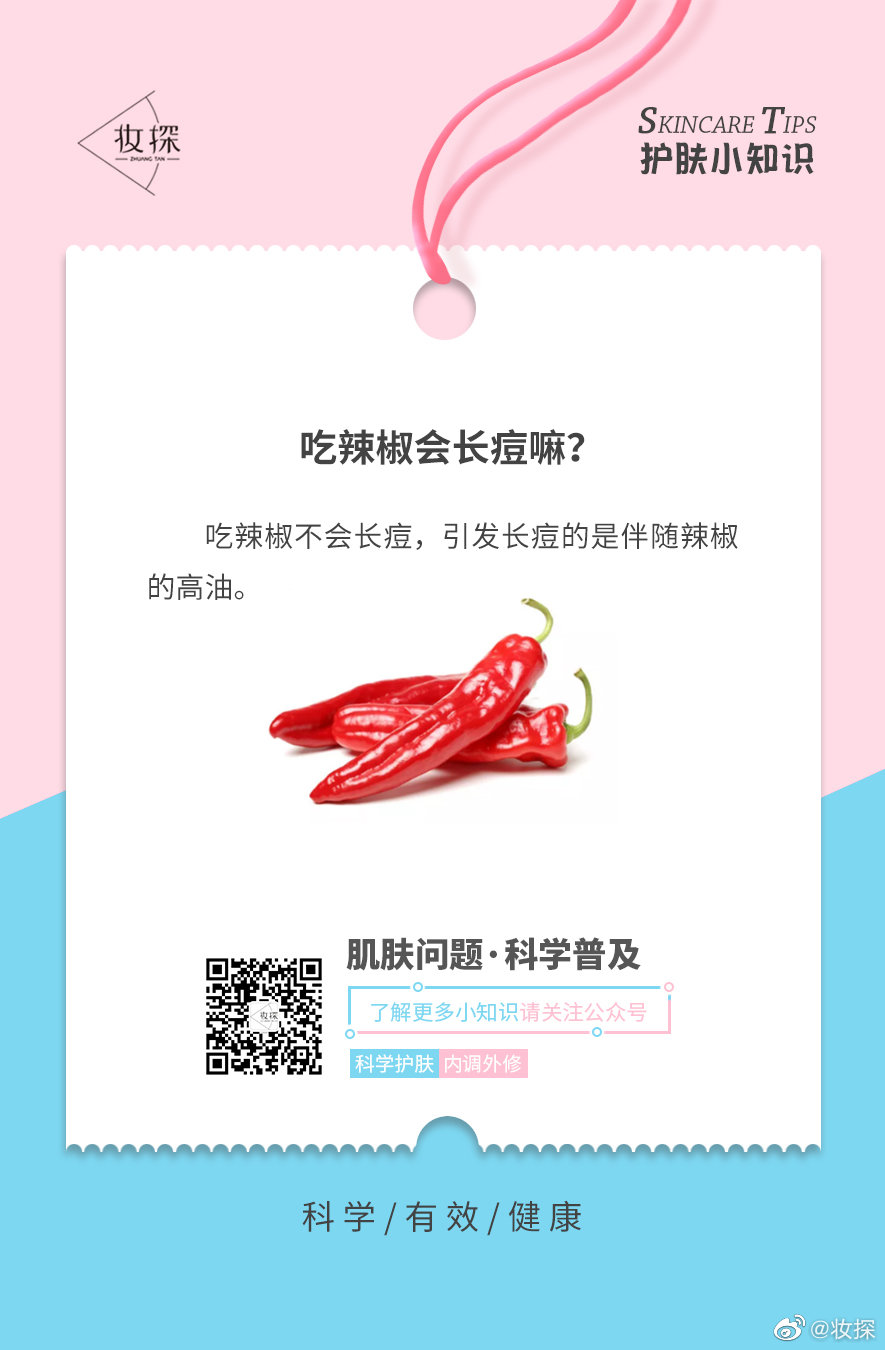 妆探
ZHUANG TAN
SKINCARE TIPS
护肤小知识
吃辣椒会长痘嘛？
吃辣椒不会长痘，引发长痘的是伴随辣椒
的高油。
肌肤问题·科学普及
妆探
了解更多小知识请关注公众号
科学护肤 内调外修
科学/有效/健康
@妆探